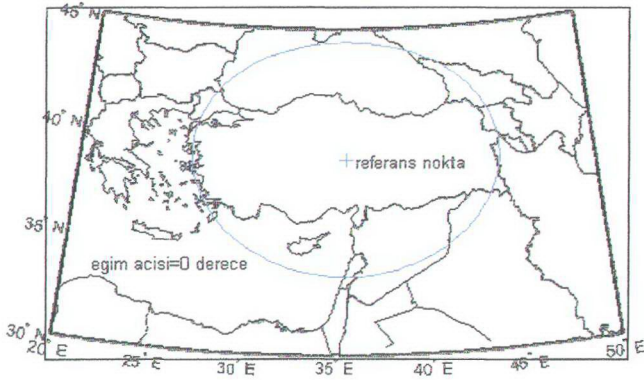 45° N
40° N
referans nokta
35° N
egim acisi=0 derece
30° N
20° E
25° E
30° E
35° E
40° E
45° E
50° E